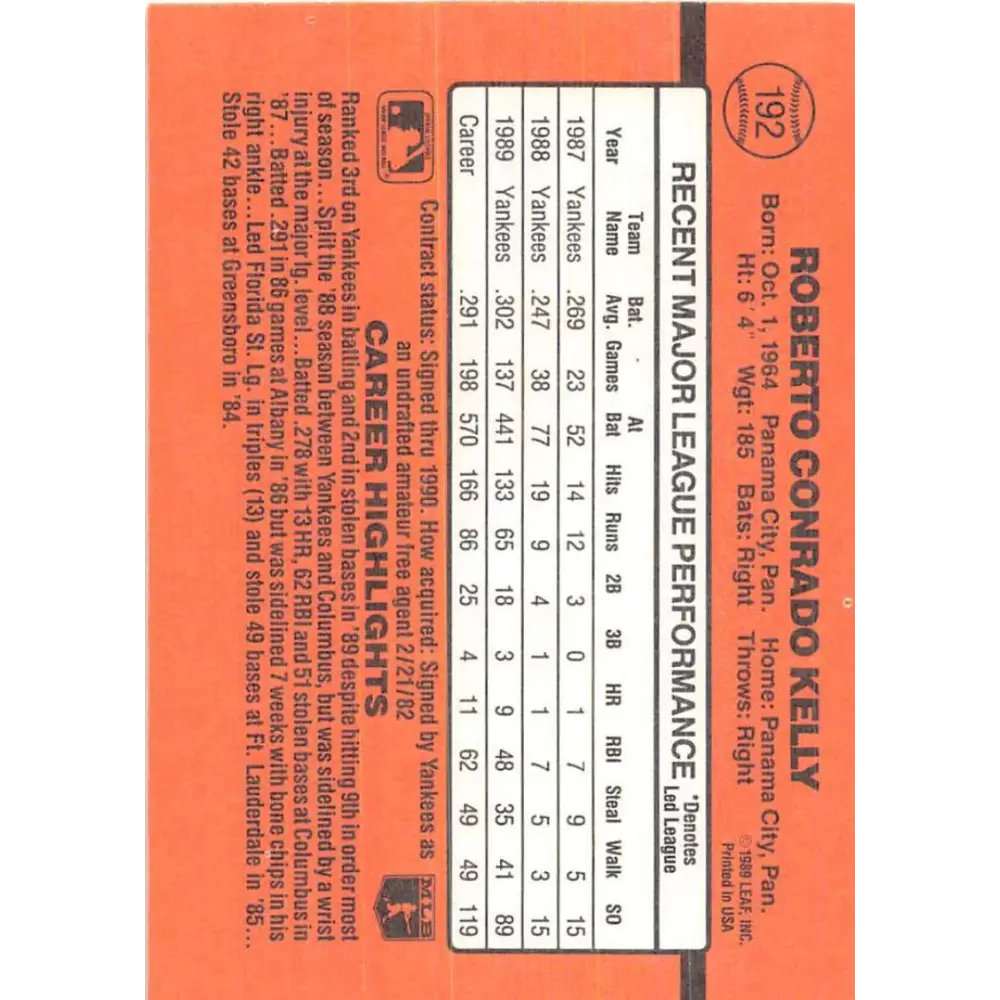 192
ROBERTO CONRADO KELLY
Born: Oct. 1, 1964 Panama City, Pan. Home: Panama City, Pan.
Ht: 6' 4" Wgt: 185 Bats: Right Throws: Right
© 1989 LEAF, INC.
Printed in USA
RECENT MAJOR LEAGUE PERFORMANCE
*Denotes
Led League
Year Team Name Bat. Avg. Games At Bat Hits Runs 2B 3B HR RBI Steal Walk SO
1987 Yankees .269 23 52 14 12 3 0 1 7 9 5 15
1988 Yankees .247 38 77 19 9 4 1 1 7 5 3 15
1989 Yankees .302 137 441 133 65 18 3 9 48 35 41 89
Career .291 198 570 166 86 25 4 11 62 49 49 119
Contract status: Signed thru 1990. How acquired: Signed by Yankees as
an undrafted amateur free agent 2/21/82
MLB
CAREER HIGHLIGHTS
Ranked 3rd on Yankees in batting and 2nd in stolen bases in '89 despite hitting 9th in order most
of season...Split the '88 season between Yankees and Columbus, but was sidelined by a wrist
injury at the major lg. level...Batted .278 with 13 HR, 62 RBI and 51 stolen bases at Columbus in
'87...Batted .291 in 86 games at Albany in '86 but was sidelined 7 weeks with bone chips in his
right ankle...Led Florida St. Lg. in triples (13) and stole 49 bases at Ft. Lauderdale in '85...
Stole 42 bases at Greensboro in '84.